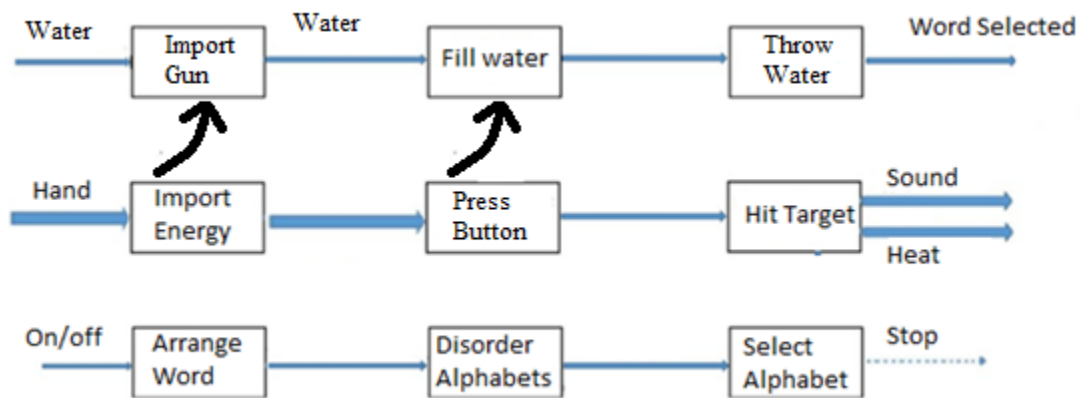 Water
Import
Gun
Water
Fill water
Throw
Water
Word Selected
Hand
Import
Energy
Press
Button
Hit Target
Sound
Heat
On/off
Arrange
Word
Disorder
Alphabets
Select
Alphabet
Stop